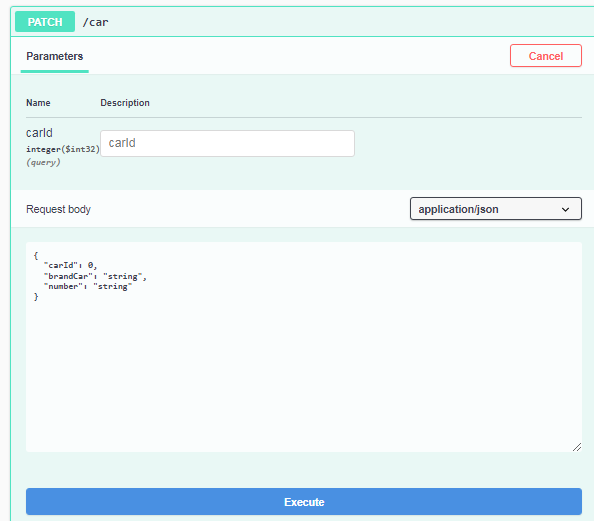 PATCH /car
Parameters
Cancel
Name Description
carId
integer($int32)
(query)
carId
Request body
application/json
{
"carId": 0,
"brandCar": "string",
"number": "string"
}
Execute